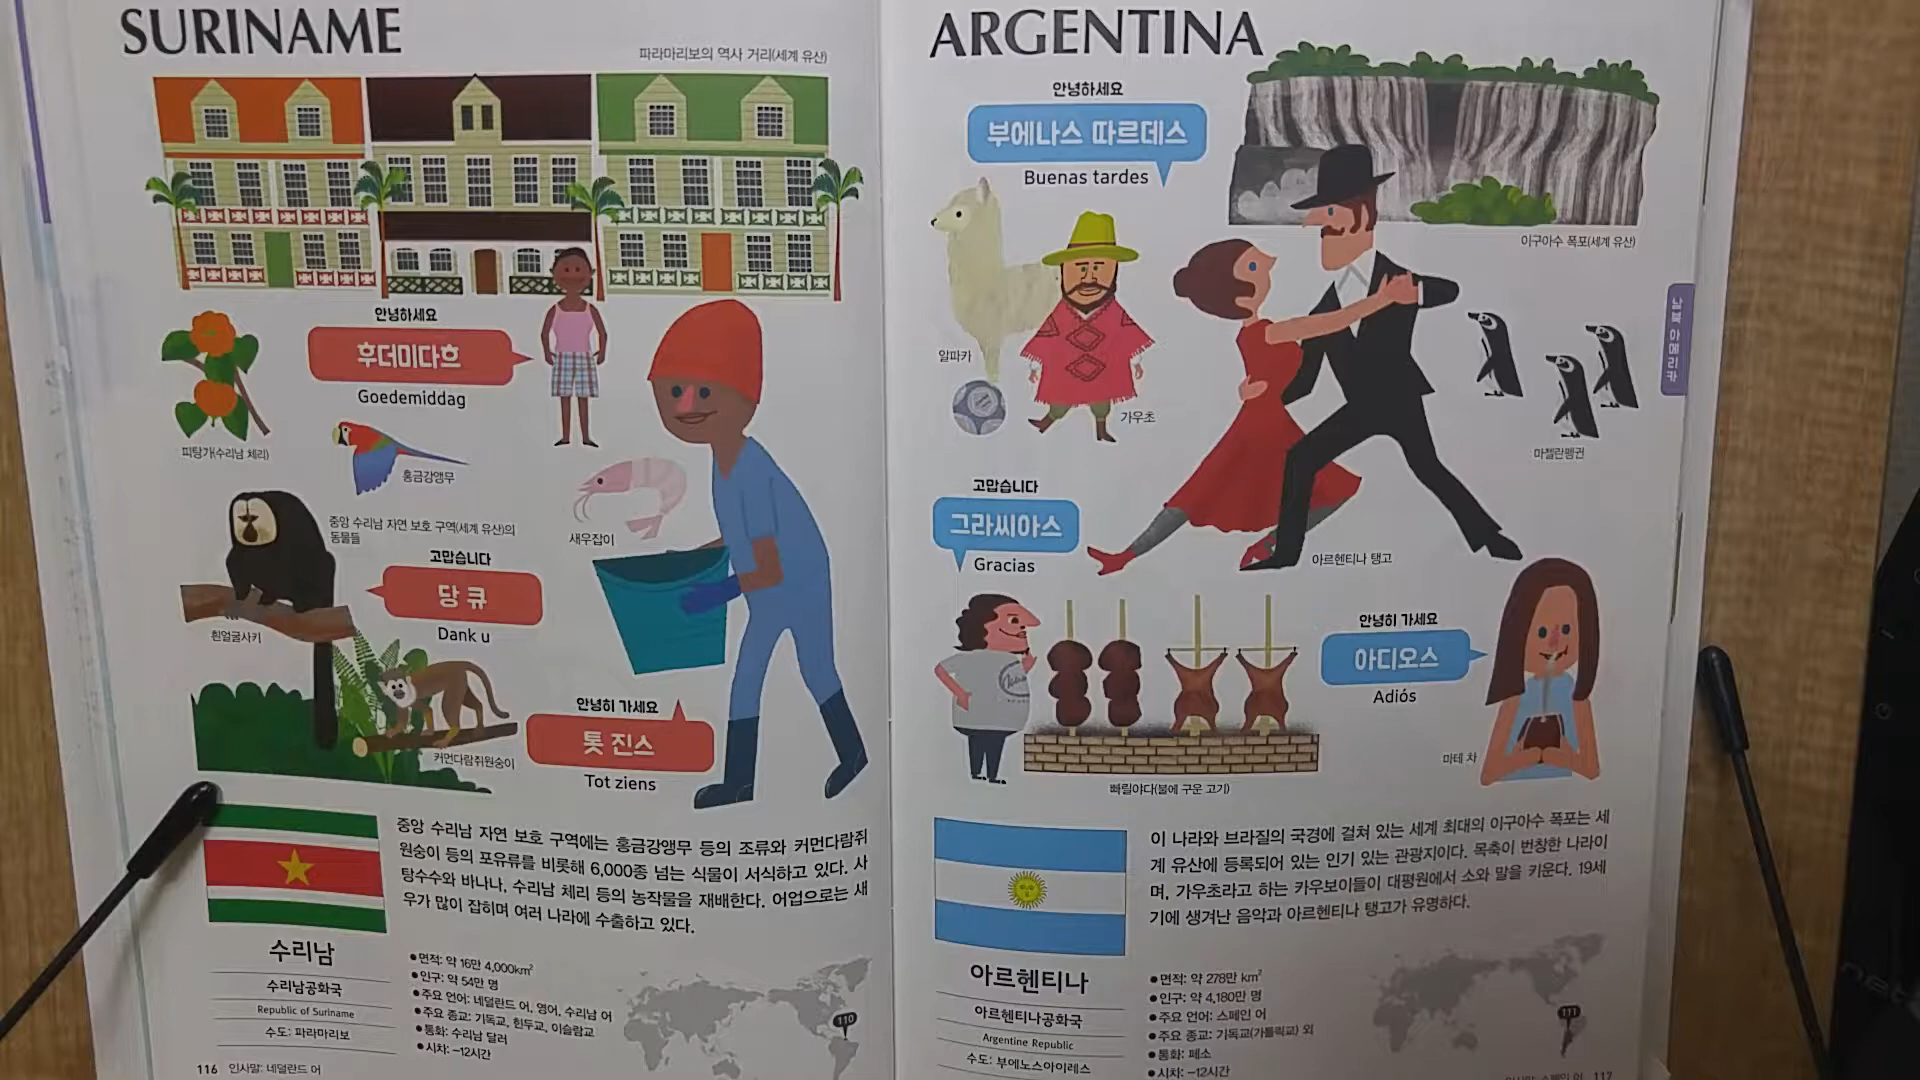 SURINAME
파라마리보의 역사 거리(세계 유산)
안녕하세요
후더미다흐
Goedemiddag
피탕가(수리남 체리)
홍금강앵무
새우잡이
중앙 수리남 자연 보호 구역(세계 유산)의
동물들
고맙습니다
당 큐
Dank u
흰얼굴사키
커먼다람쥐원숭이
안녕히 가세요
톳 진스
Tot ziens
중앙 수리남 자연 보호 구역에는 홍금강앵무 등의 조류와 커먼다람쥐
원숭이 등의 포유류를 비롯해 6,000종 넘는 식물이 서식하고 있다. 사
탕수수와 바나나, 수리남 체리 등의 농작물을 재배한다. 어업으로는 새
우가 많이 잡히며 여러 나라에 수출하고 있다.
수리남
수리남공화국
Republic of Suriname
수도: 파라마리보
●면적: 약 16만 4,000km²
●인구: 약 54만 명
●주요 언어: 네덜란드 어, 영어, 수리남 어
●주요 종교: 기독교, 힌두교, 이슬람교
●통화: 수리남 달러
●시차: –12시간
110
116 인사말: 네덜란드 어
ARGENTINA
안녕하세요
부에나스 따르데스
Buenas tardes
이구아수 폭포(세계 유산)
알파카
가우초
마젤란펭귄
남북 아메리카
고맙습니다
그라씨아스
Gracias
아르헨티나 탱고
안녕히 가세요
아디오스
Adiós
마테 차
빠릴야다(불에 구운 고기)
이 나라와 브라질의 국경에 걸쳐 있는 세계 최대의 이구아수 폭포는 세
계 유산에 등록되어 있는 인기 있는 관광지이다. 목축이 번창한 나라이
며, 가우초라고 하는 카우보이들이 대평원에서 소와 말을 키운다. 19세
기에 생겨난 음악과 아르헨티나 탱고가 유명하다.
아르헨티나
아르헨티나공화국
Argentine Republic
수도: 부에노스아이레스
●면적: 약 278만 km²
●인구: 약 4,180만 명
●주요 언어: 스페인 어
●주요 종교: 기독교(가톨릭교) 외
●통화: 페소
●시차: –12시간
111
인사말: 스페인 어 117